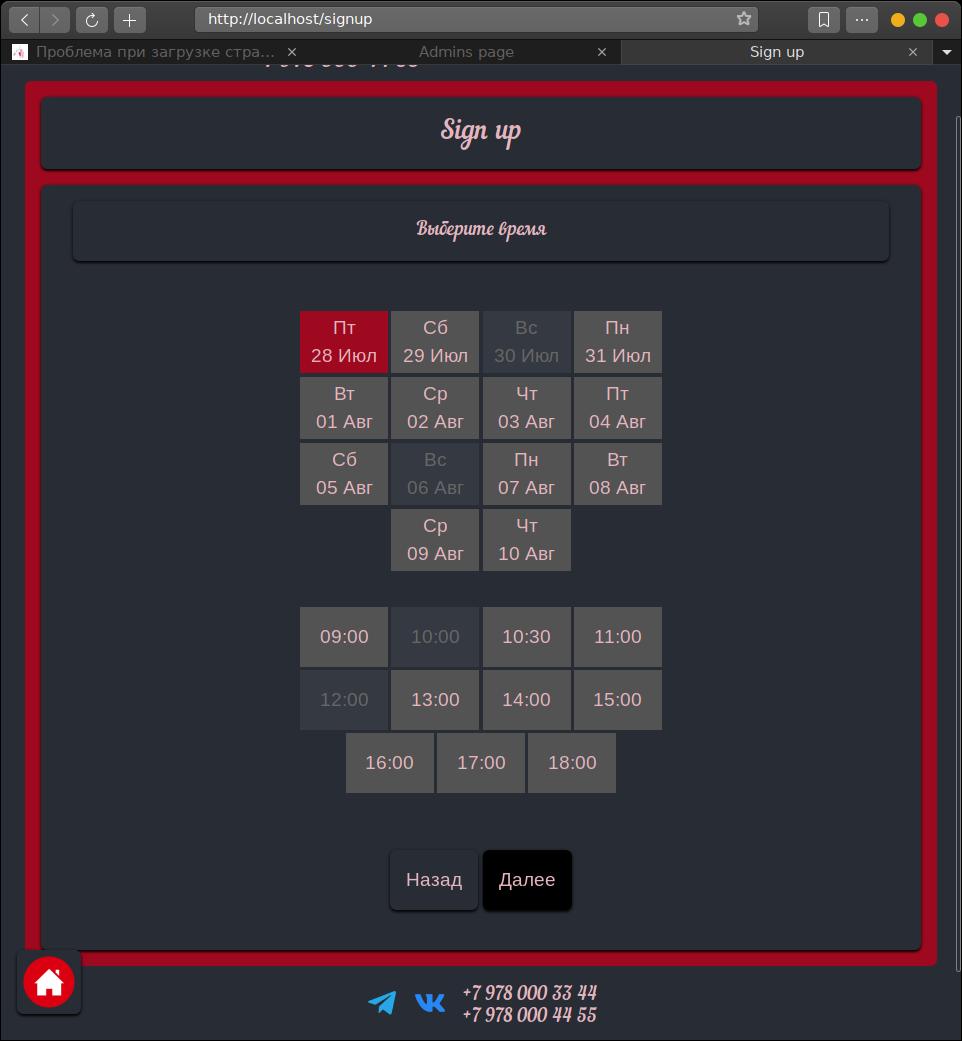 http://localhost/signup
Проблема при загрузке стра...
Admins page
Sign up
Sign up
Выберите время
Пт
28 Июл
Сб
29 Июл
Вс
30 Июл
Пн
31 Июл
Вт
01 Авг
Ср
02 Авг
Чт
03 Авг
Пт
04 Авг
Сб
05 Авг
Вс
06 Авг
Пн
07 Авг
Вт
08 Авг
Ср
09 Авг
Чт
10 Авг
09:00
10:00
10:30
11:00
12:00
13:00
14:00
15:00
16:00
17:00
18:00
Назад
Далее
+7 978 000 33 44
+7 978 000 44 55